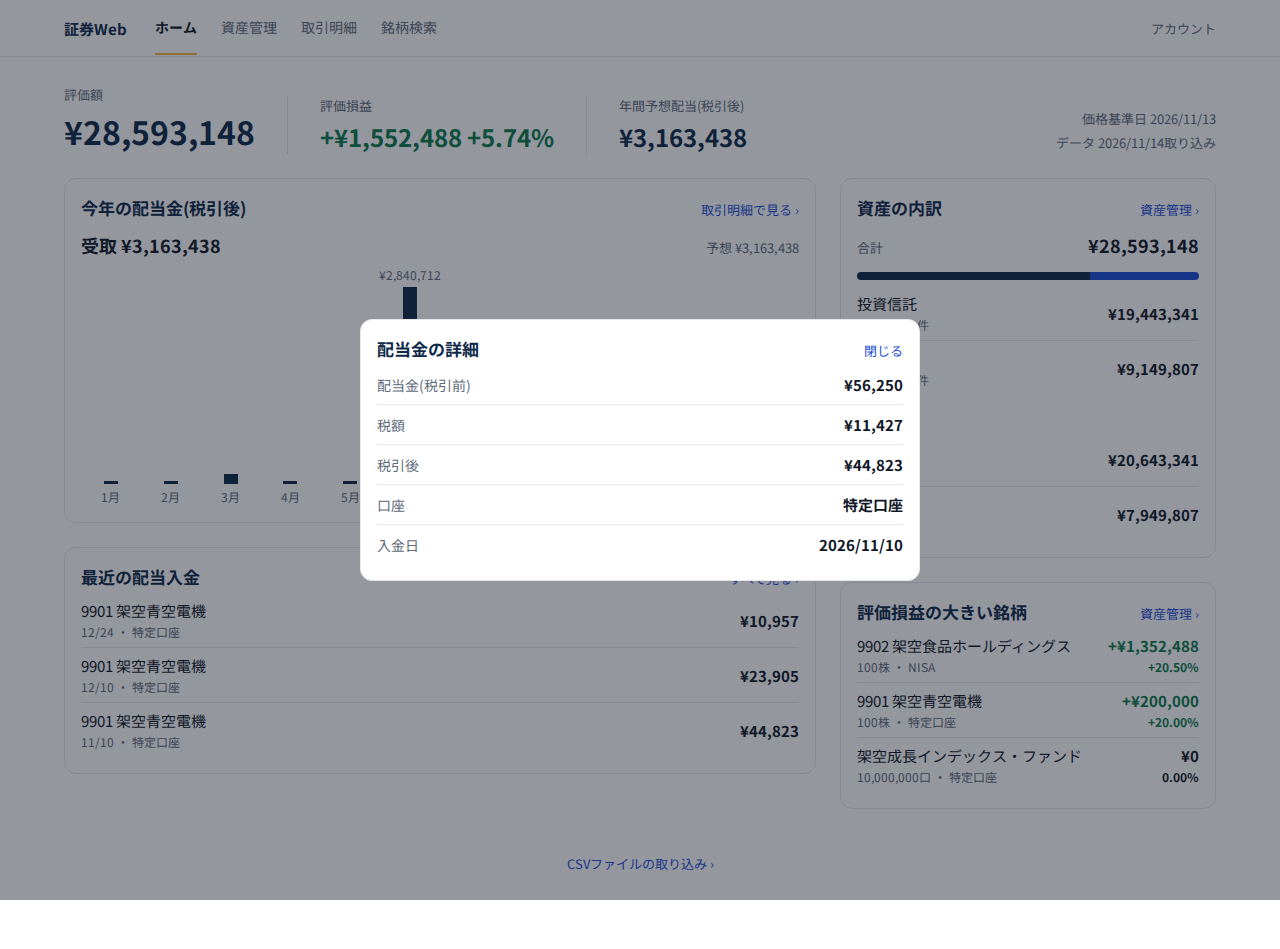 証券Web ホーム 資産管理 取引明細 銘柄検索 アカウント
評価額
¥28,593,148
評価損益
+¥1,552,488 +5.74%
年間予想配当(税引後)
¥3,163,438
価格基準日 2026/11/13
データ 2026/11/14取り込み
今年の配当金(税引後) 取引明細で見る ›
受取 ¥3,163,438 予想 ¥3,163,438
¥2,840,712
1月 2月 3月 4月 5月
資産の内訳 資産管理 ›
合計 ¥28,593,148
投資信託 ¥19,443,341
件
¥9,149,807
件
¥20,643,341
¥7,949,807
配当金の詳細 閉じる
配当金(税引前) ¥56,250
税額 ¥11,427
税引後 ¥44,823
口座 特定口座
入金日 2026/11/10
最近の配当入金 すべて見る ›
9901 架空青空電機 ¥10,957
12/24 ・ 特定口座
9901 架空青空電機 ¥23,905
12/10 ・ 特定口座
9901 架空青空電機 ¥44,823
11/10 ・ 特定口座
評価損益の大きい銘柄 資産管理 ›
9902 架空食品ホールディングス +¥1,352,488
100株 ・ NISA +20.50%
9901 架空青空電機 +¥200,000
100株 ・ 特定口座 +20.00%
架空成長インデックス・ファンド ¥0
10,000,000口 ・ 特定口座 0.00%
CSVファイルの取り込み ›